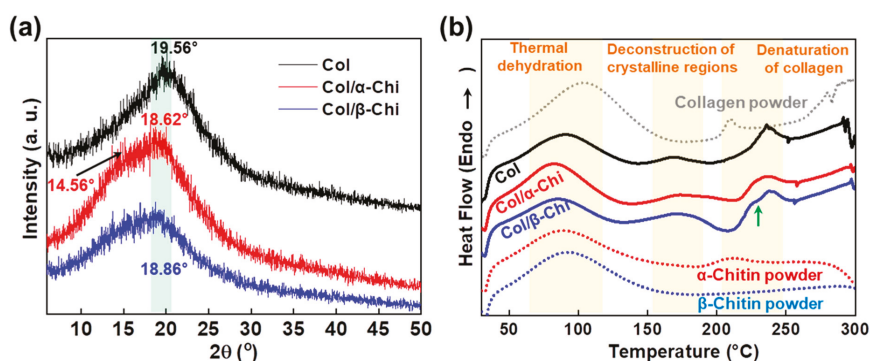 (a)
19.56°
Col
Col/α-Chi
Col/β-Chi
18.62°
14.56°
18.86°
Intensity (a. u.)
10 15 20 25 30 35 40 45 50
2θ (°)
(b)
Thermal
dehydration
Deconstruction of
crystalline regions
Denaturation
of collagen
Collagen powder
Col
Col/α-Chi
Col/β-Chi
α-Chitin powder
β-Chitin powder
Heat Flow (Endo → )
50 100 150 200 250 300
Temperature (°C)